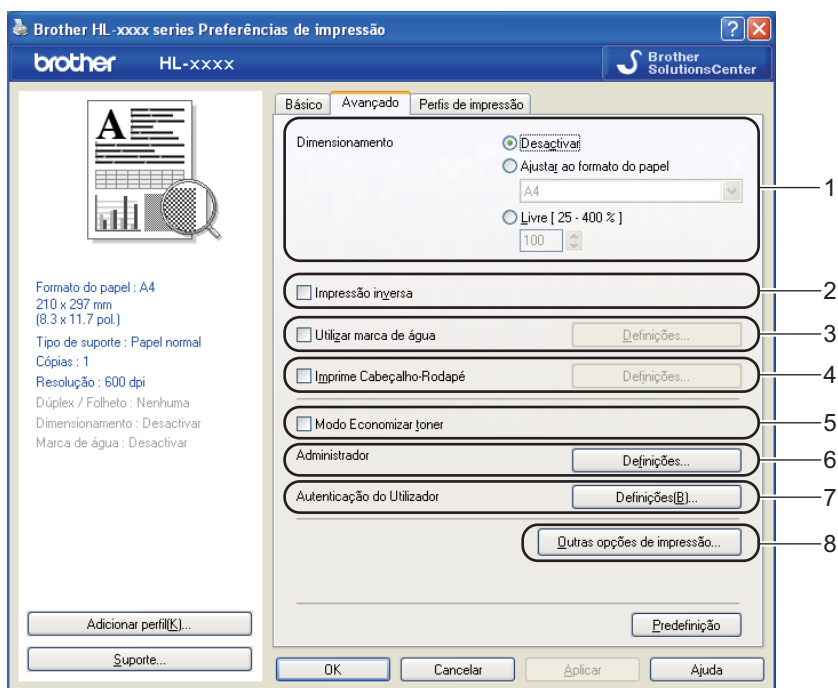 Brother HL-xxxx series Preferências de impressão
brother HL-xxxx
Brother
SolutionsCenter
Básico Avançado Perfis de impressão
A
Dimensionamento
Desactivar
Ajustar ao formato do papel
A4
Livre [ 25 - 400 % ]
100
1
Impressão inversa
2
Utilizar marca de água Definições...
3
Imprime Cabeçalho-Rodapé Definições...
4
Modo Economizar toner
5
Administrador Definições...
6
Autenticação do Utilizador Definições(B)...
7
Outras opções de impressão...
8
Formato do papel : A4
210 x 297 mm
(8.3 x 11.7 pol.)
Tipo de suporte : Papel normal
Cópias : 1
Resolução : 600 dpi
Dúplex / Folheto : Nenhuma
Dimensionamento : Desactivar
Marca de água : Desactivar
Adicionar perfil(K)...
Suporte...
Predefinição
OK Cancelar Aplicar Ajuda